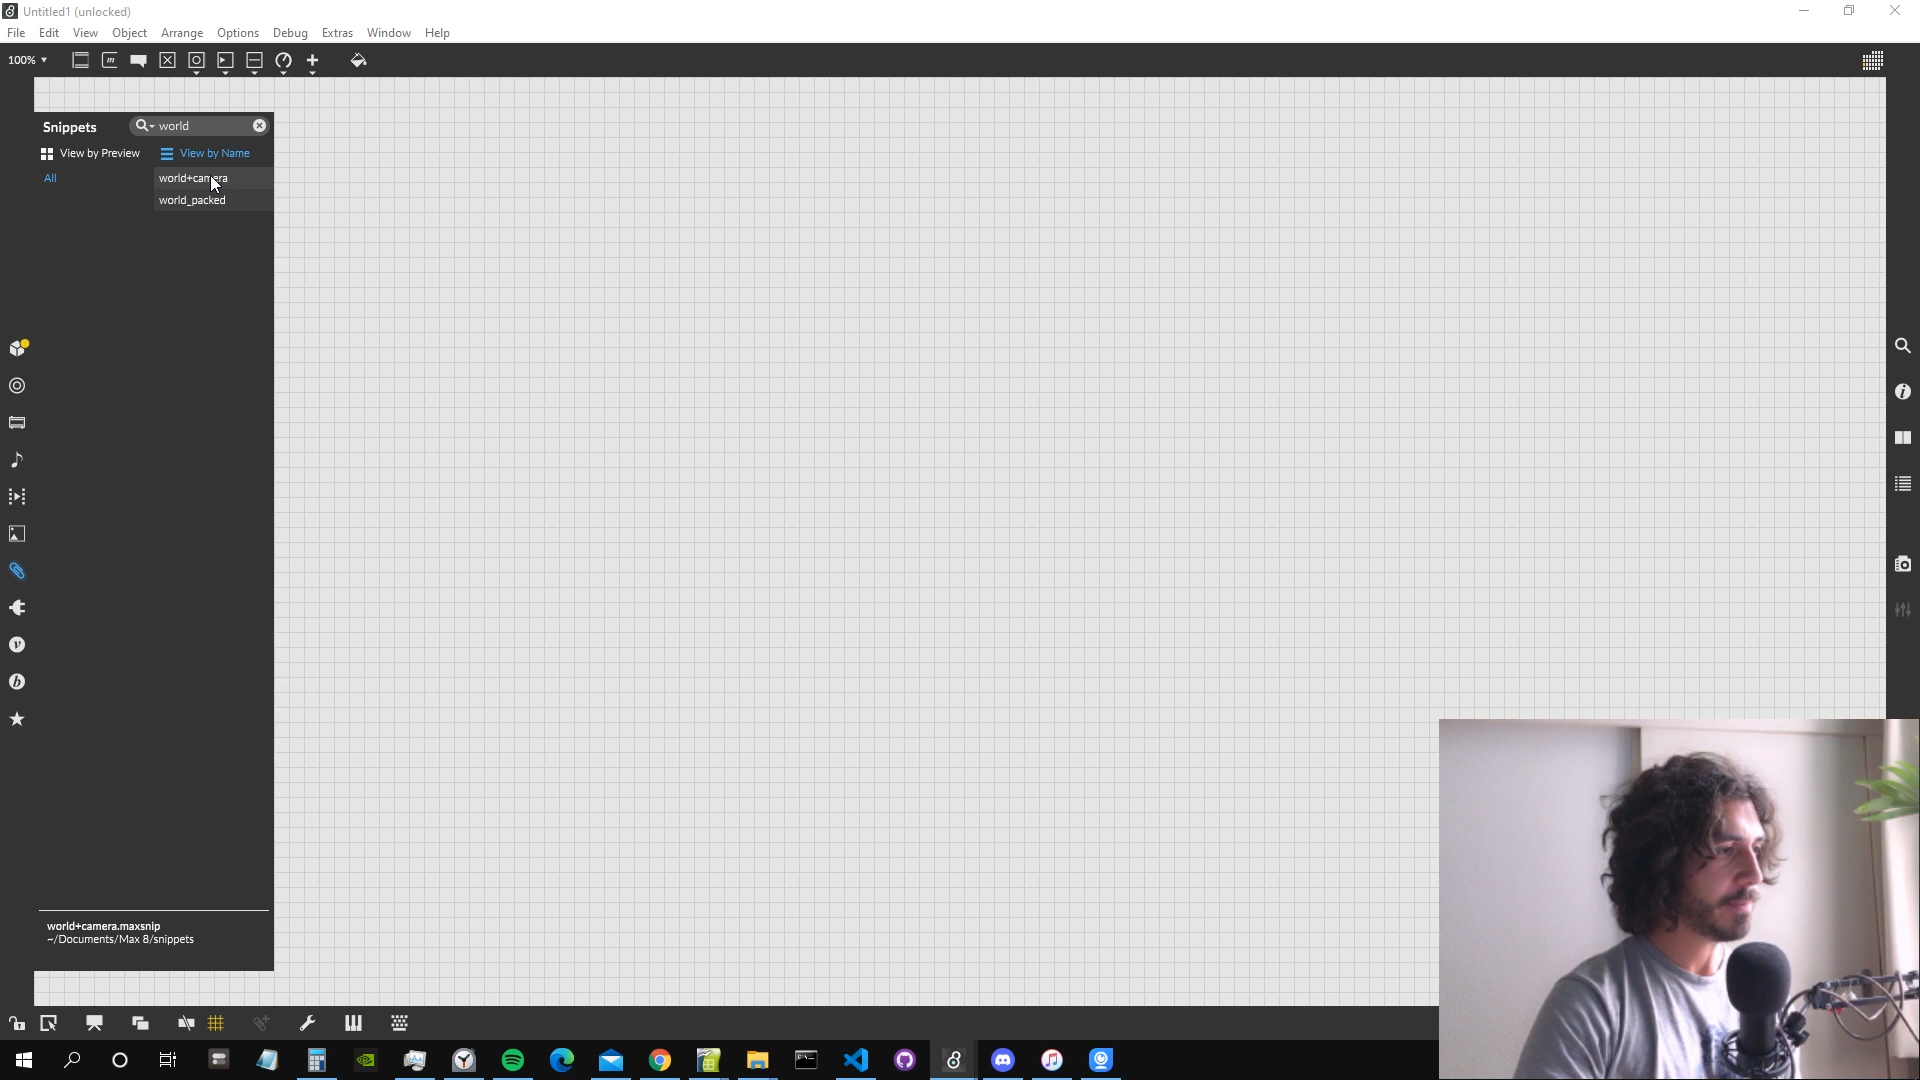 Untitled1 (unlocked)
File Edit View Object Arrange Options Debug Extras Window Help
100%
Snippets world
View by Preview View by Name
All world+camera
world_packed
world+camera.maxsnip
~/Documents/Max 8/snippets